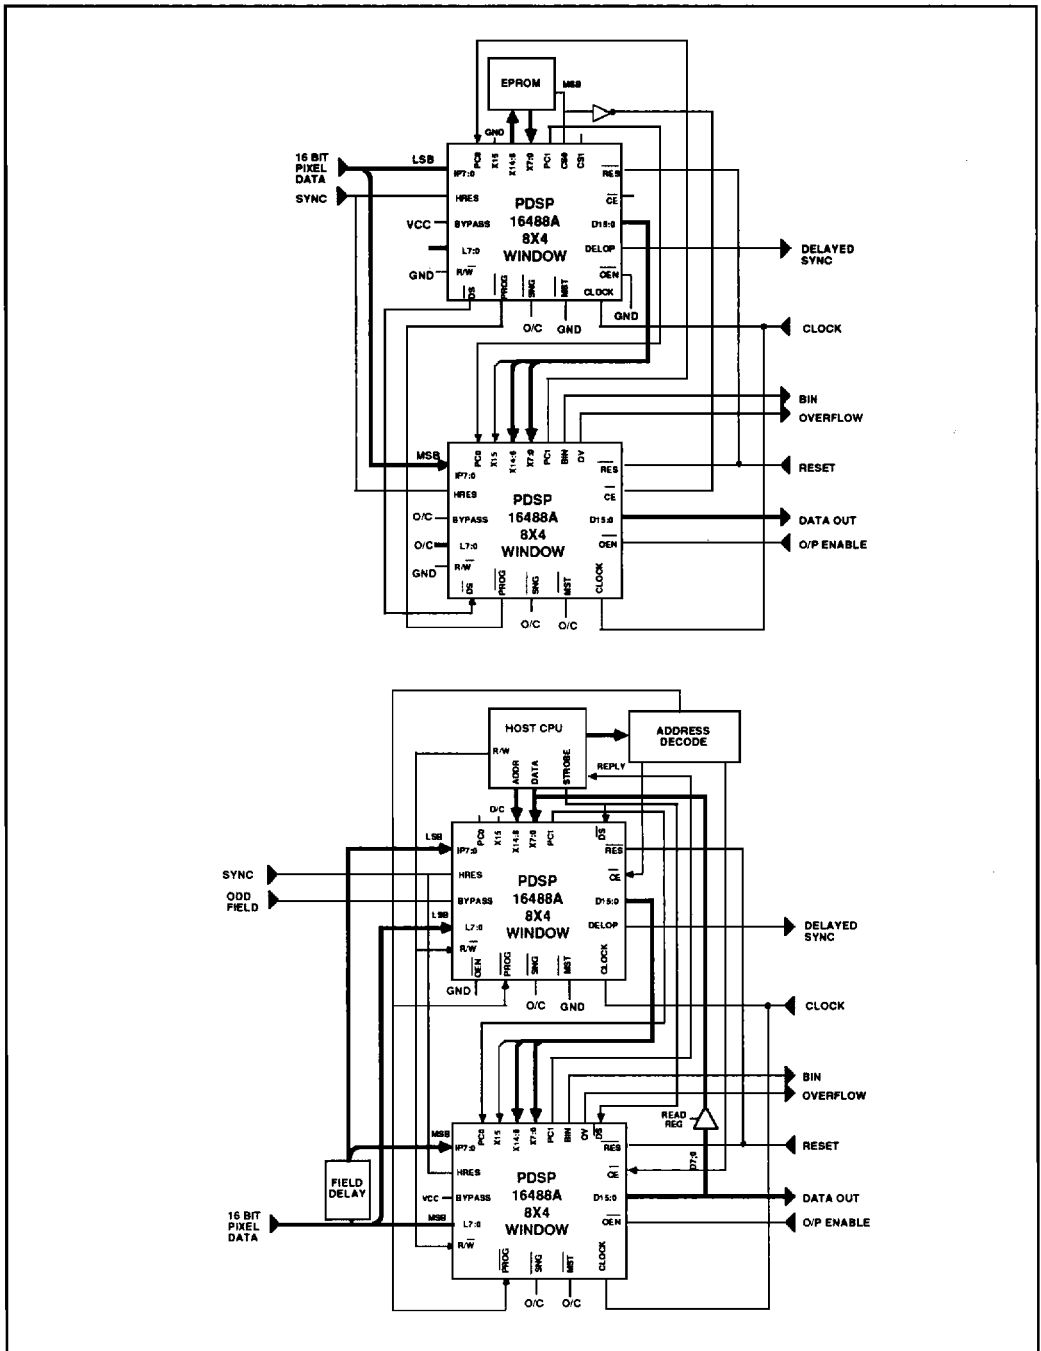 EPROM
MSB
GND
PC0 X15 X14:8 X7:0 PC1 CS0 CS1
16 BIT
PIXEL
DATA
LSB
IP7:0
RES
SYNC
HRES
CE
PDSP
16488A
8X4
WINDOW
VCC
BYPASS
D15:0
L7:0
DELOP
DELAYED
SYNC
GND
R/W
OEN
DS PROG SNG MST CLOCK
O/C
GND
GND
CLOCK
BIN
OVERFLOW
PC0 X15 X14:8 X7:0 PC1 BIN OV
MSB
IP7:0
RES
RESET
HRES
CE
PDSP
16488A
8X4
WINDOW
O/C
BYPASS
D15:0
DATA OUT
O/C
L7:0
OEN
O/P ENABLE
GND
R/W
DS PROG SNG MST CLOCK
O/C
O/C
HOST CPU
ADDRESS
DECODE
R/W
ADDR DATA STROBE
REPLY
O/C
PC0 X15 X14:8 X7:0 PC1 DS
LSB
IP7:0
RES
SYNC
HRES
CE
ODD
FIELD
BYPASS
PDSP
16488A
8X4
WINDOW
D15:0
LSB
L7:0
DELOP
DELAYED
SYNC
R/W
OEN PROG SNG MST CLOCK
GND
O/C
GND
CLOCK
BIN
OVERFLOW
READ
REG
PC0 X15 X14:8 X7:0 PC1 BIN OV DS
MSB
IP7:0
RES
RESET
D7:0
FIELD
DELAY
HRES
CE
PDSP
16488A
8X4
WINDOW
VCC
BYPASS
D15:0
DATA OUT
16 BIT
PIXEL
DATA
MSB
L7:0
OEN
O/P ENABLE
R/W
PROG SNG MST CLOCK
O/C
O/C